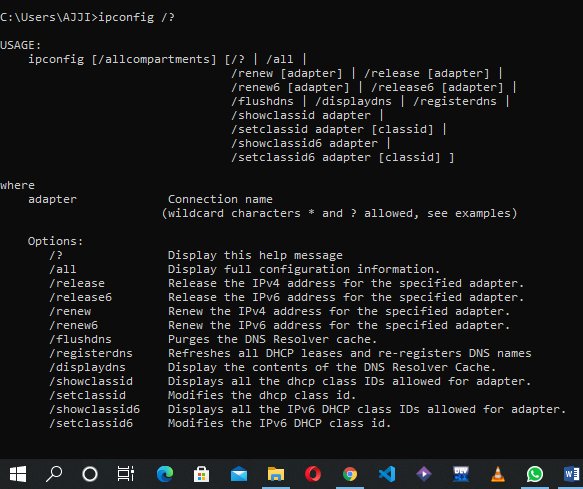 C:\Users\AJJI>ipconfig /?
USAGE:
ipconfig [/allcompartments] [/? | /all |
/renew [adapter] | /release [adapter] |
/renew6 [adapter] | /release6 [adapter] |
/flushdns | /displaydns | /registerdns |
/showclassid adapter |
/setclassid adapter [classid] |
/showclassid6 adapter |
/setclassid6 adapter [classid] ]
where
adapter Connection name
(wildcard characters * and ? allowed, see examples)
Options:
/? Display this help message
/all Display full configuration information.
/release Release the IPv4 address for the specified adapter.
/release6 Release the IPv6 address for the specified adapter.
/renew Renew the IPv4 address for the specified adapter.
/renew6 Renew the IPv6 address for the specified adapter.
/flushdns Purges the DNS Resolver cache.
/registerdns Refreshes all DHCP leases and re-registers DNS names
/displaydns Display the contents of the DNS Resolver Cache.
/showclassid Displays all the dhcp class IDs allowed for adapter.
/setclassid Modifies the dhcp class id.
/showclassid6 Displays all the IPv6 DHCP class IDs allowed for adapter.
/setclassid6 Modifies the IPv6 DHCP class id.
DEV